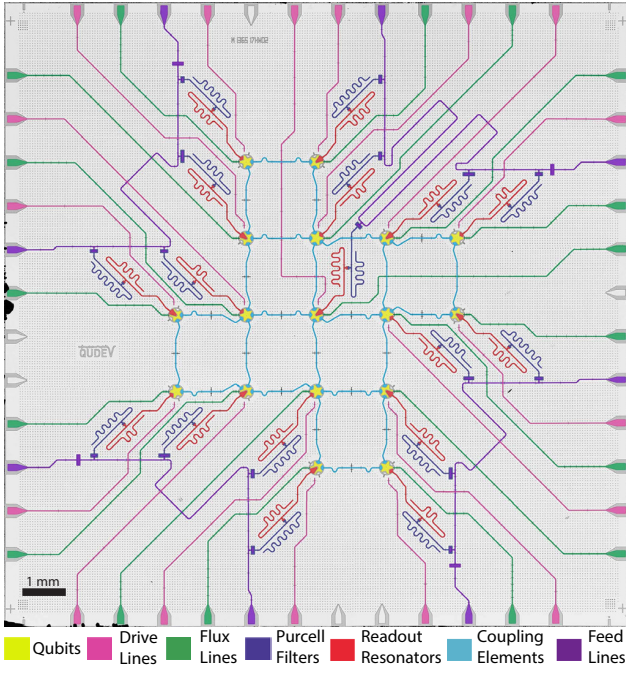 QUDEV
1 mm
Qubits
Drive Lines
Flux Lines
Purcell Filters
Readout Resonators
Coupling Elements
Feed Lines